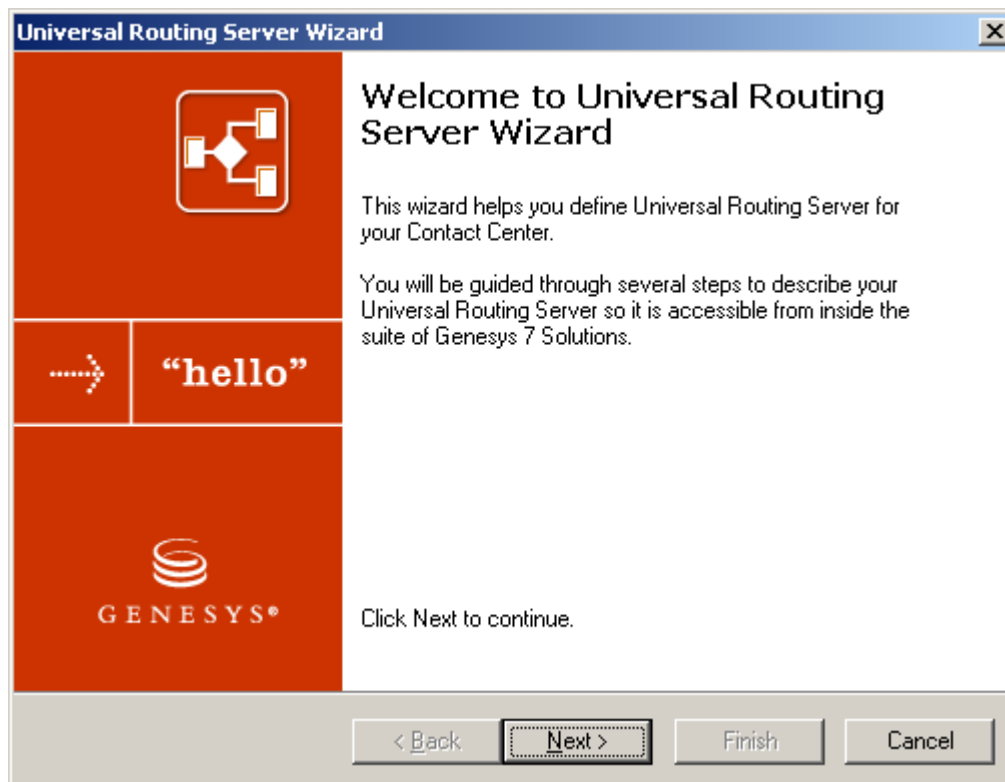 Universal Routing Server Wizard
Welcome to Universal Routing
Server Wizard
This wizard helps you define Universal Routing Server for
your Contact Center.
You will be guided through several steps to describe your
Universal Routing Server so it is accessible from inside the
suite of Genesys 7 Solutions.
“hello”
GENESYS®
Click Next to continue.
< Back Next > Finish Cancel